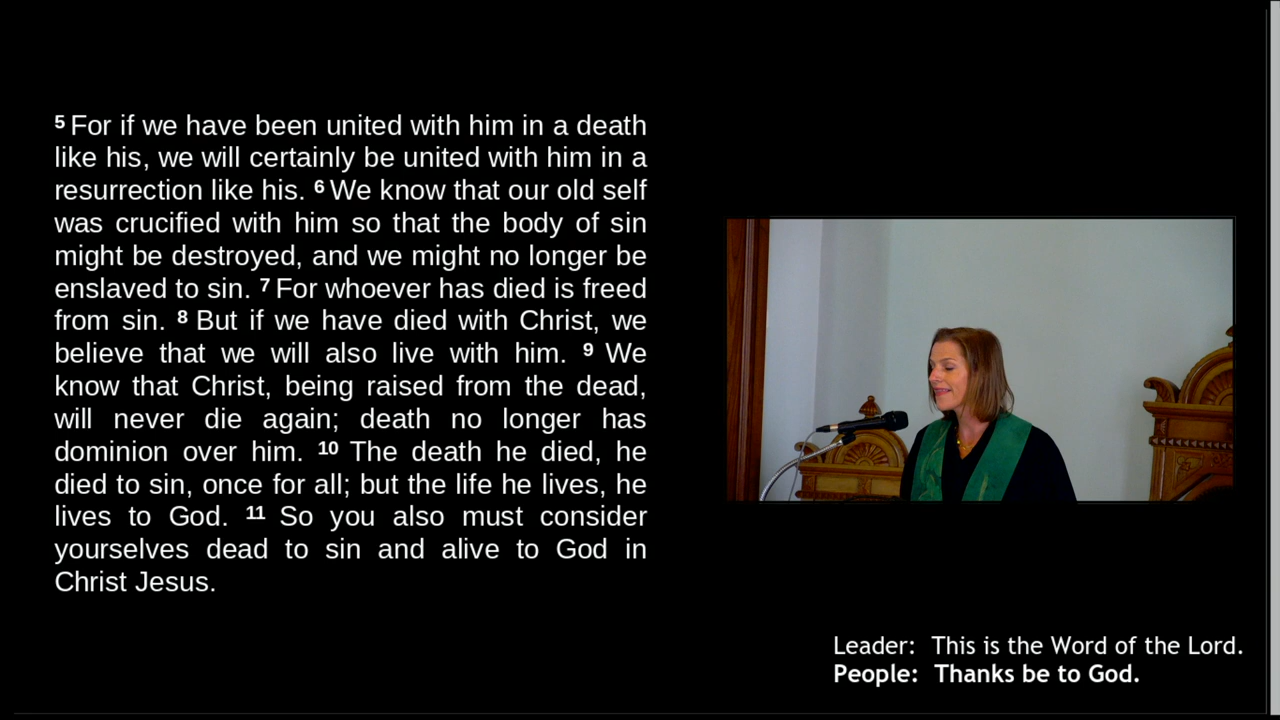 5 For if we have been united with him in a death
like his, we will certainly be united with him in a
resurrection like his. 6 We know that our old self
was crucified with him so that the body of sin
might be destroyed, and we might no longer be
enslaved to sin. 7 For whoever has died is freed
from sin. 8 But if we have died with Christ, we
believe that we will also live with him. 9 We
know that Christ, being raised from the dead,
will never die again; death no longer has
dominion over him. 10 The death he died, he
died to sin, once for all; but the life he lives, he
lives to God. 11 So you also must consider
yourselves dead to sin and alive to God in
Christ Jesus.
Leader: This is the Word of the Lord.
People: Thanks be to God.